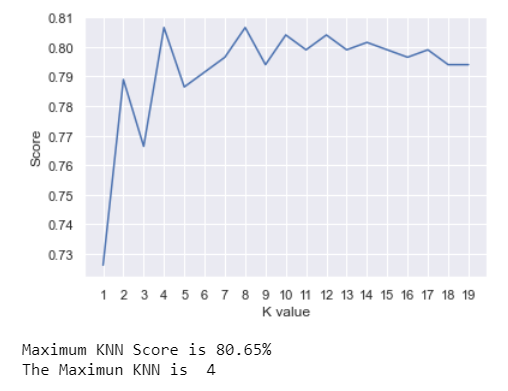 0.81
0.80
0.79
0.78
0.77
0.76
0.75
0.74
0.73
Score
1 2 3 4 5 6 7 8 9 10 11 12 13 14 15 16 17 18 19
K value
Maximum KNN Score is 80.65%
The Maximun KNN is 4